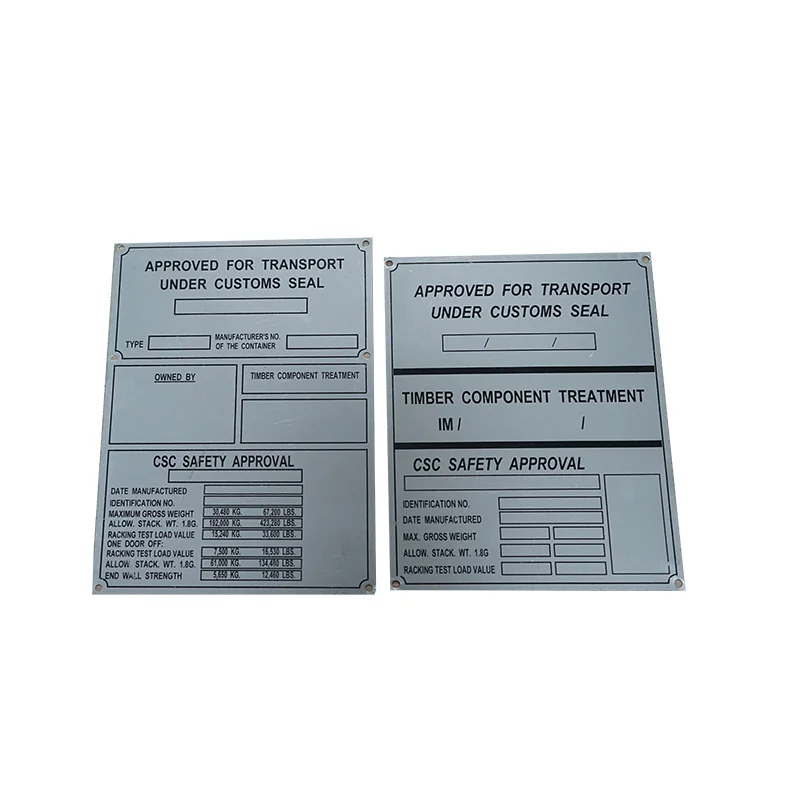 APPROVED FOR TRANSPORT
UNDER CUSTOMS SEAL
TYPE
MANUFACTURER'S NO.
OF THE CONTAINER
OWNED BY
TIMBER COMPONENT TREATMENT
CSC SAFETY APPROVAL
DATE MANUFACTURED
IDENTIFICATION NO.
MAXIMUM GROSS WEIGHT 30,480 KG. 67,200 LBS.
ALLOW. STACK. WT. 1.8G. 192,000 KG. 423,280 LBS.
RACKING TEST LOAD VALUE 15,240 KG. 33,600 LBS.
ONE DOOR OFF:
RACKING TEST LOAD VALUE 7,500 KG. 16,530 LBS.
ALLOW STACK. WT. 1.8G. 61,000 KG. 134,480 LBS.
END WALL STRENGTH 5,650 KG. 12,460 LBS.
APPROVED FOR TRANSPORT
UNDER CUSTOMS SEAL
/ /
TIMBER COMPONENT TREATMENT
IM / /
CSC SAFETY APPROVAL
IDENTIFICATION NO.
DATE MANUFACTURED
MAX. GROSS WEIGHT
ALLOW. STACK. WT. 1.8G
RACKING TEST LOAD VALUE